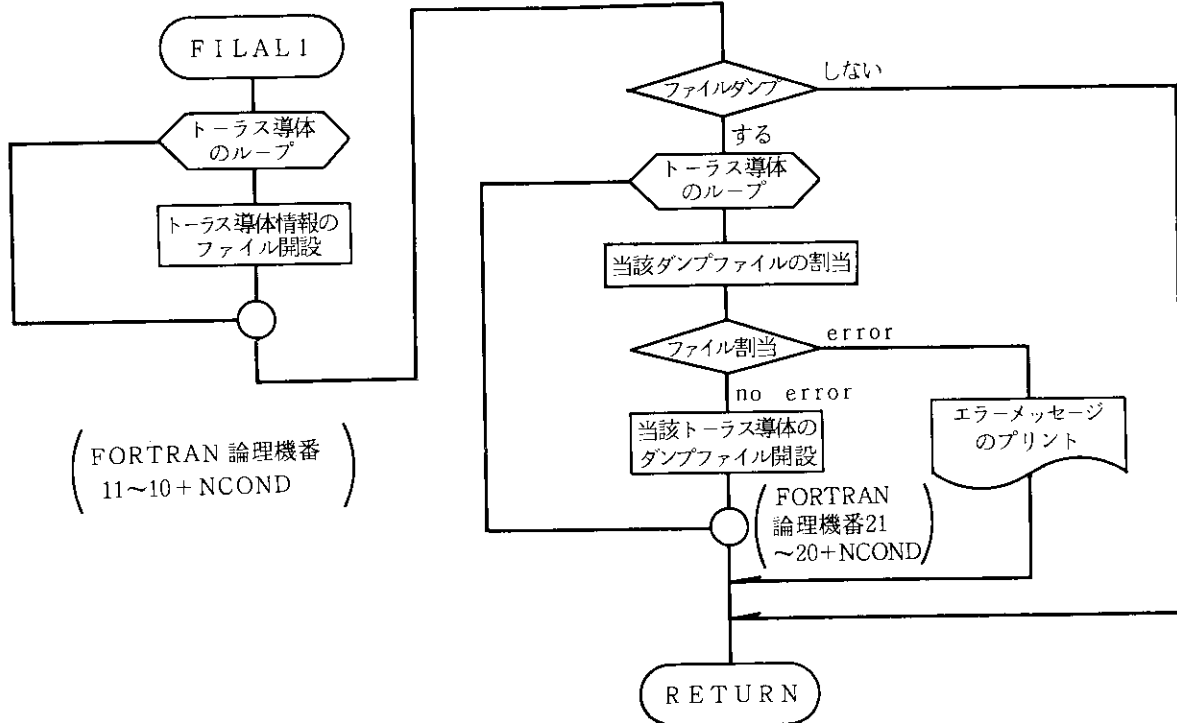 FILAL1
トーラス導体
のループ
トーラス導体情報の
ファイル開設
FORTRAN 論理機番
11～10+NCOND
ファイルダンプ
しない
する
トーラス導体
のループ
当該ダンプファイルの割当
ファイル割当
error
no error
エラーメッセージ
のプリント
当該トーラス導体の
ダンプファイル開設
FORTRAN
論理機番21
～20+NCOND
RETURN